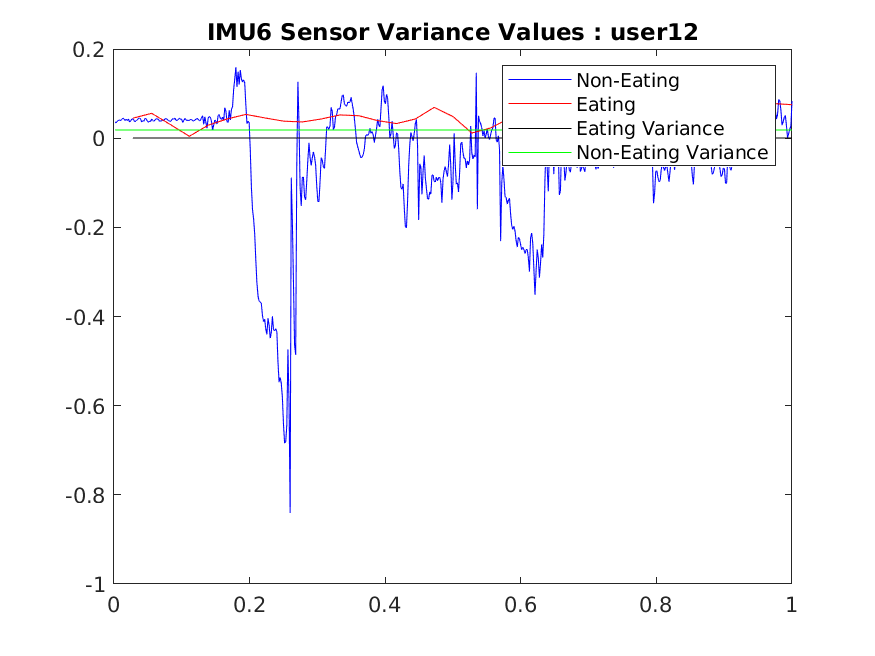 IMU6 Sensor Variance Values : user12
0.2
0
-0.2
-0.4
-0.6
-0.8
-1
Non-Eating
Eating
Eating Variance
Non-Eating Variance
0 0.2 0.4 0.6 0.8 1